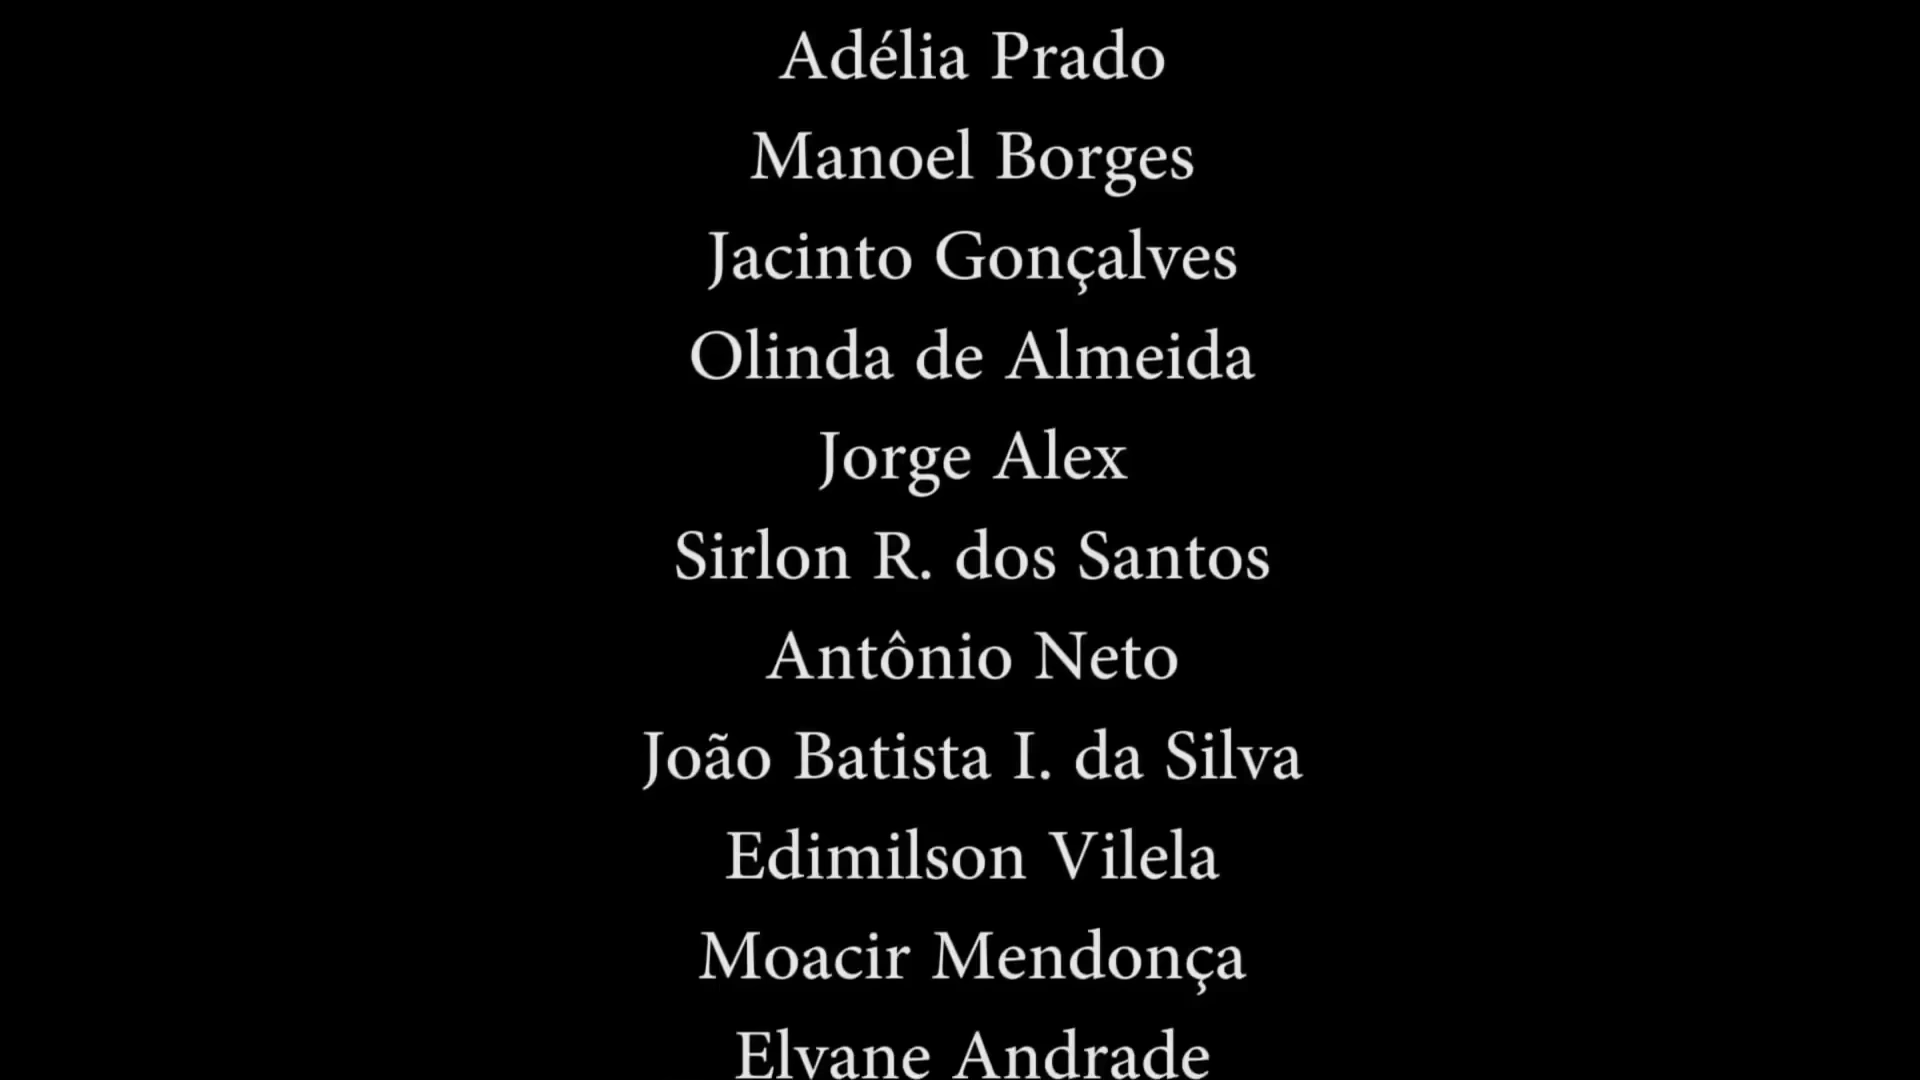 Adélia Prado
Manoel Borges
Jacinto Gonçalves
Olinda de Almeida
Jorge Alex
Sirlon R. dos Santos
Antônio Neto
João Batista I. da Silva
Edimilson Vilela
Moacir Mendonça
Elvane Andrade